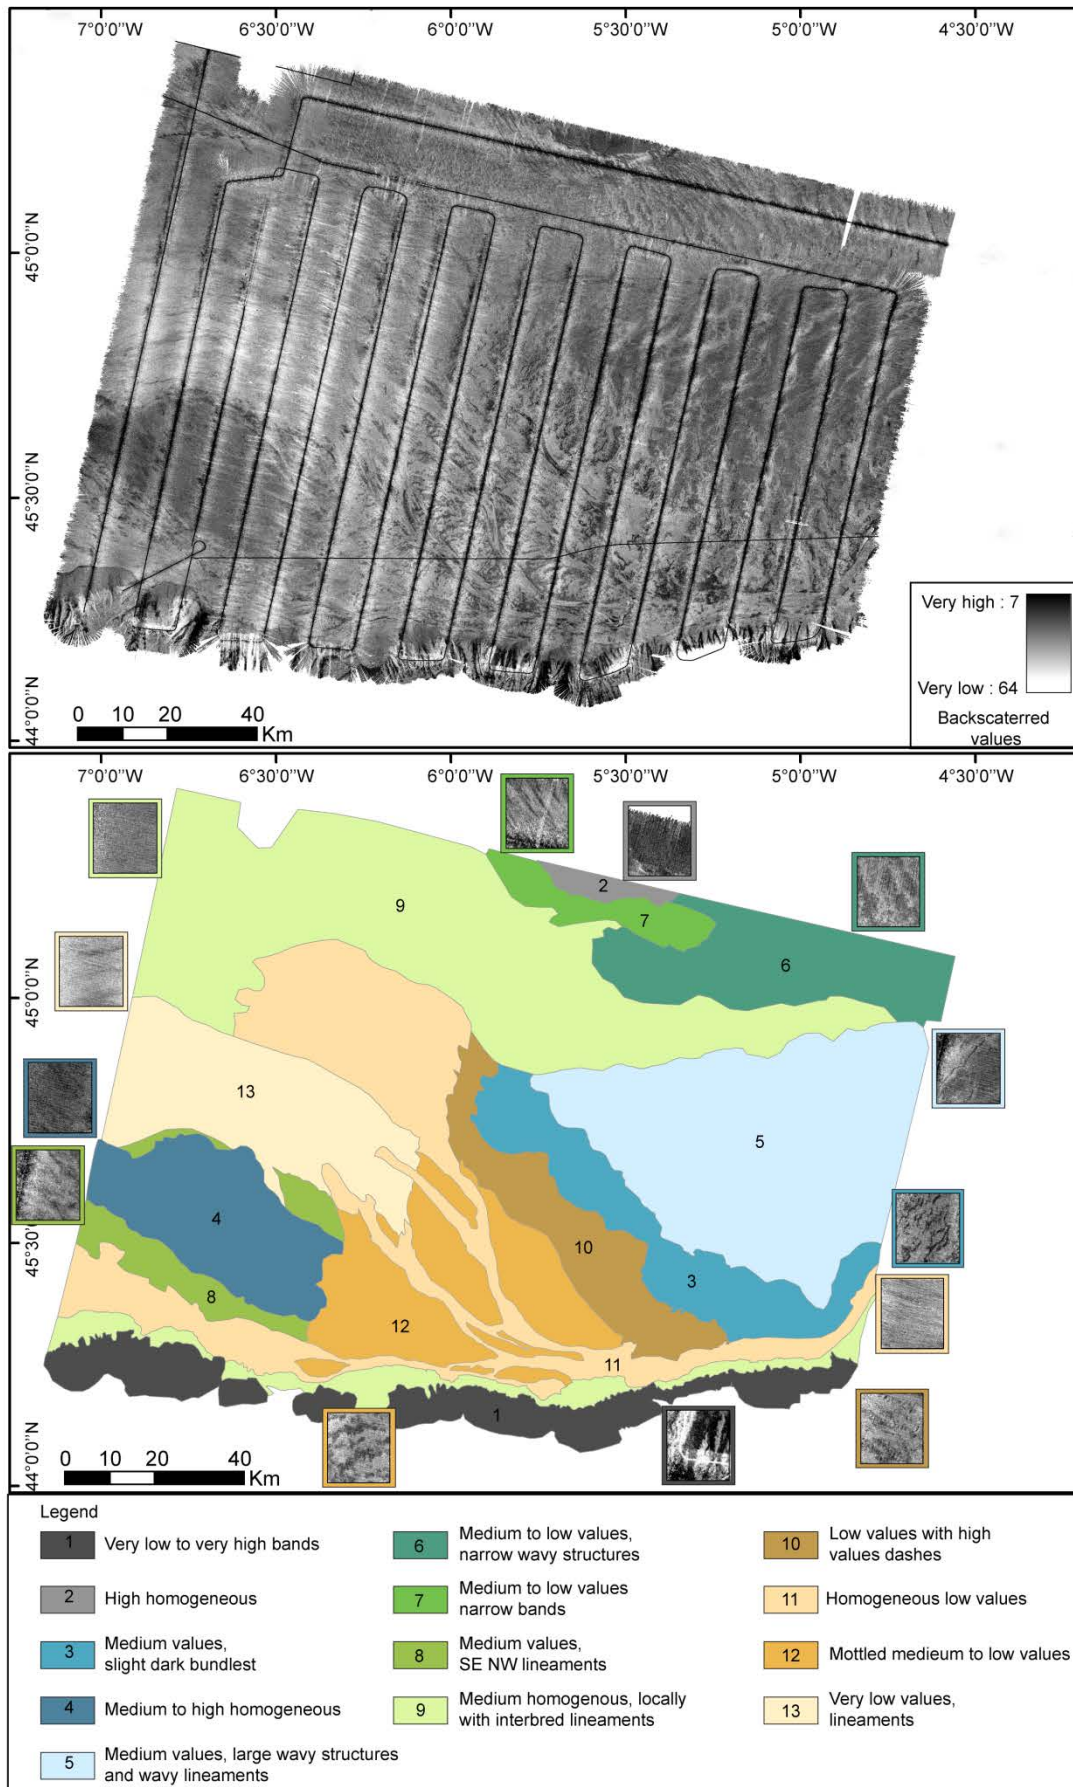 7°0'0"W 6°30'0"W 6°0'0"W 5°30'0"W 5°0'0"W 4°30'0"W
45°0'0"N
45°30'0"N
44°0'0"N
0 10 20 40
Km
Very high : 7
Very low : 64
Backscaterred
values
7°0'0"W 6°30'0"W 6°0'0"W 5°30'0"W 5°0'0"W 4°30'0"W
45°0'0"N
45°30'0"N
44°0'0"N
2
9
7
6
13
5
4
10
3
8
12
11
1
0 10 20 40
Km
Legend
1 Very low to very high bands
2 High homogeneous
3 Medium values,
slight dark bundlest
4 Medium to high homogeneous
5 Medium values, large wavy structures
and wavy lineaments
6 Medium to low values,
narrow wavy structures
7 Medium to low values
narrow bands
8 Medium values,
SE NW lineaments
9 Medium homogenous, locally
with interbred lineaments
10 Low values with high
values dashes
11 Homogeneous low values
12 Mottled medieum to low values
13 Very low values,
lineaments